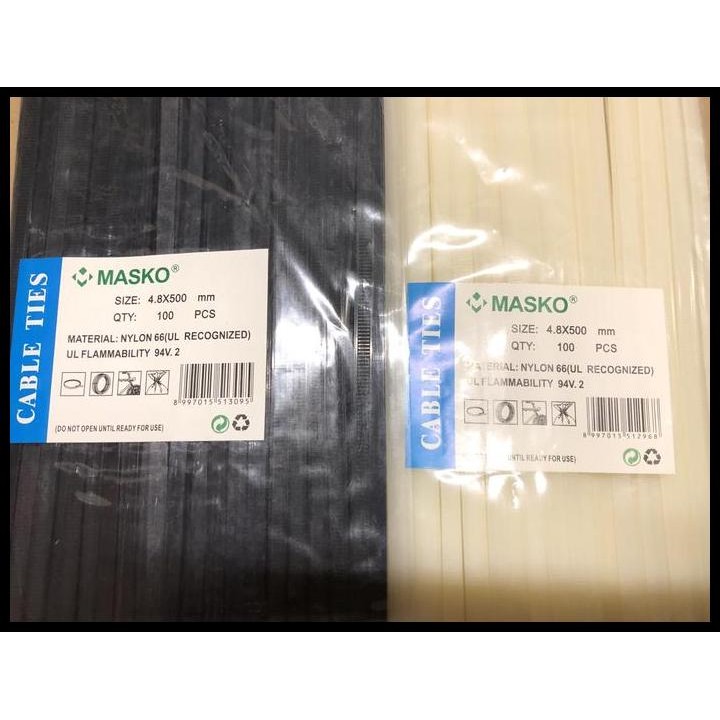 CABLE TIES
MASKO®
SIZE: 4.8X500 mm
QTY: 100 PCS
MATERIAL: NYLON 66(UL RECOGNIZED)
UL FLAMMABILITY 94V. 2
8 997015 513095
(DO NOT OPEN UNTIL READY FOR USE)
CABLE TIES
MASKO®
SIZE: 4.8X500 mm
QTY: 100 PCS
MATERIAL: NYLON 66(UL RECOGNIZED)
UL FLAMMABILITY 94V. 2
8 997015 512968
UNTIL READY FOR USE)